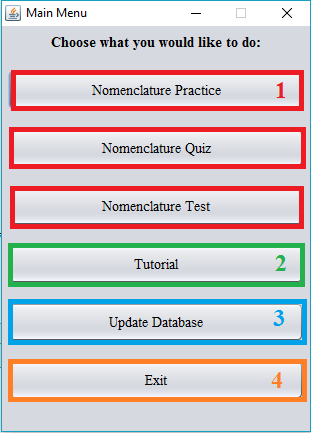 Main Menu
Choose what you would like to do:
Nomenclature Practice 1
Nomenclature Quiz
Nomenclature Test
Tutorial 2
Update Database 3
Exit 4